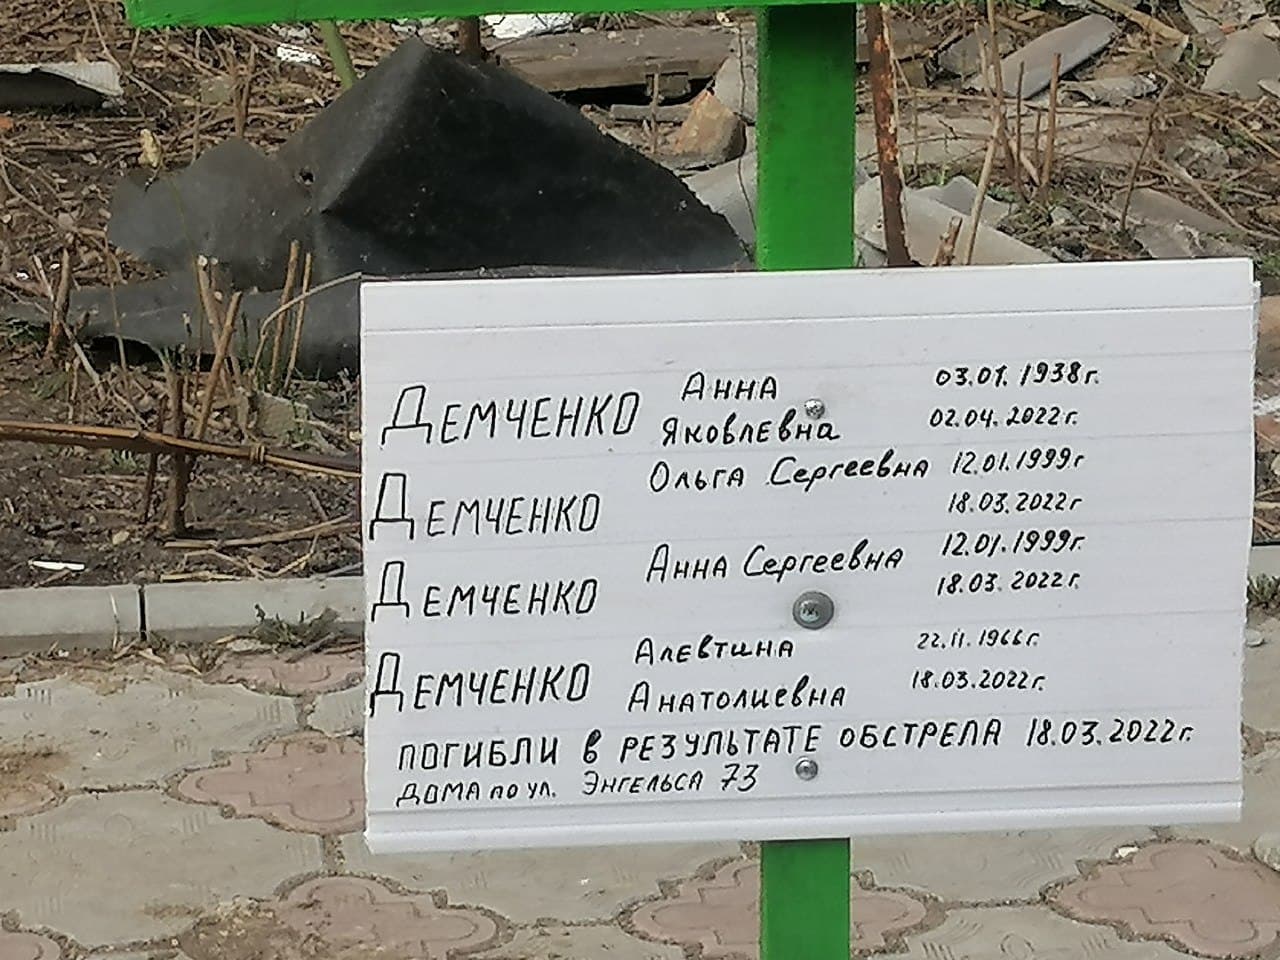 ДЕМЧЕНКО АННА 03.01.1938г.
ЯковлЕвна 02.04.2022г.
ДЕМЧЕНКО ОЛЬГА СергеевНА 12.01.1999г
18.03.2022г
ДЕМЧЕНКО АННА СергеевНА 12.01.1999г.
18.03.2022г.
ДЕМЧЕНКО АлЕвТина 22.11.1966г.
АНАТОЛИЕвНА 18.03.2022г.
ПОГИБЛИ в РЕЗУЛЬТАТЕ ОБСТРЕЛА 18.03.2022г.
ДОМА по ул. ЭНГЕЛЬСА 73